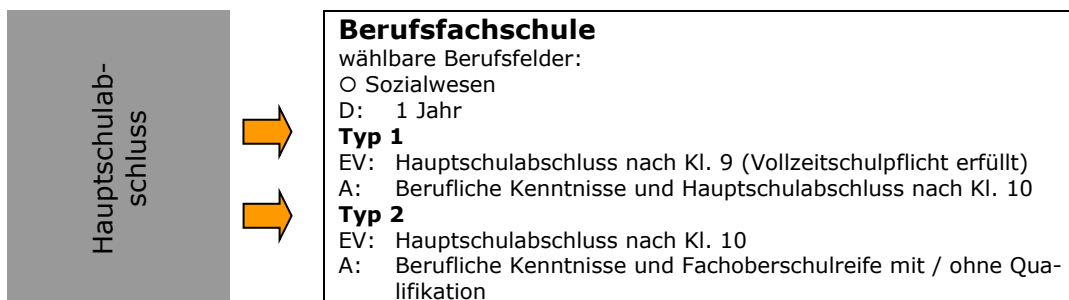 Hauptschulab-
schluss
Berufsfachschule
wählbare Berufsfelder:
O Sozialwesen
D: 1 Jahr
Typ 1
EV: Hauptschulabschluss nach Kl. 9 (Vollzeitschulpflicht erfüllt)
A: Berufliche Kenntnisse und Hauptschulabschluss nach Kl. 10
Typ 2
EV: Hauptschulabschluss nach Kl. 10
A: Berufliche Kenntnisse und Fachoberschulreife mit / ohne Qua-
lifikation